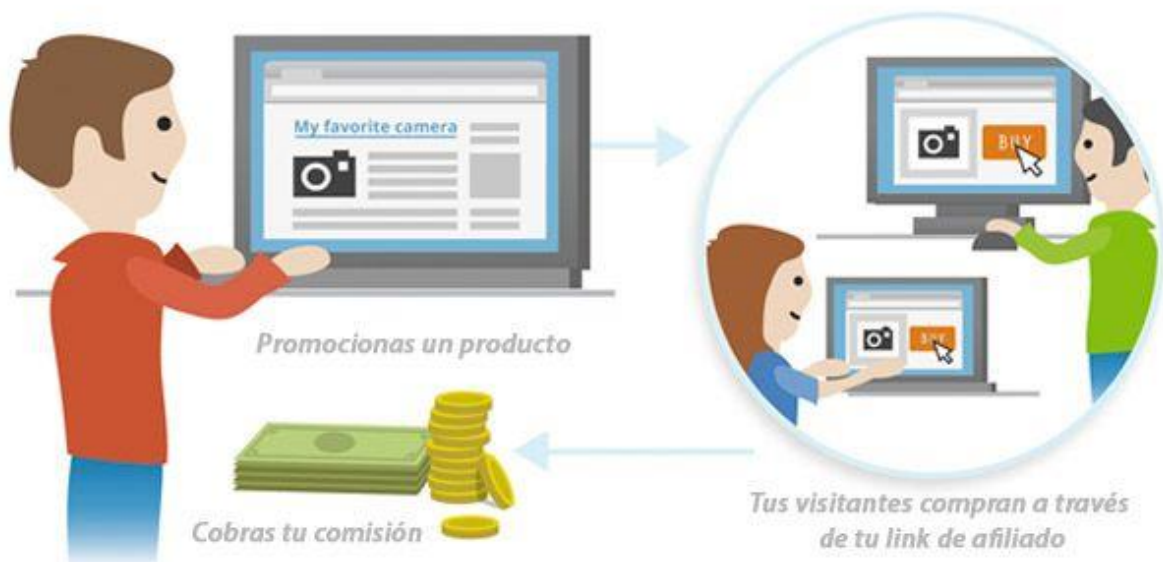 My favorite camera
BUY
BUY
Promocionas un producto
Tus visitantes compran a través
de tu link de afiliado
Cobras tu comisión